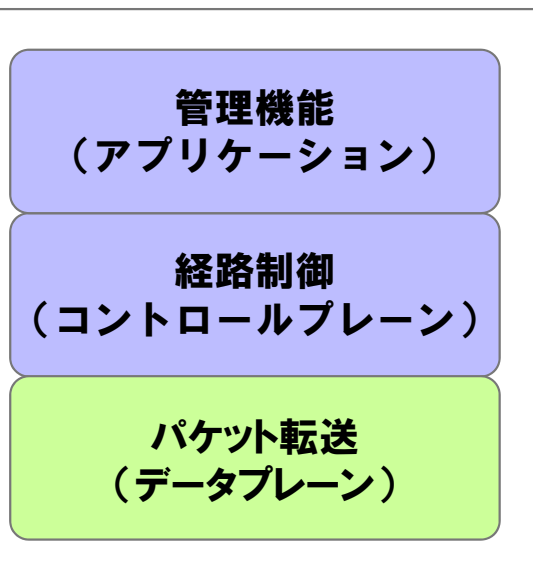 管理機能
（アプリケーション）
経路制御
（コントロールプレーン）
パケット転送
（データプレーン）